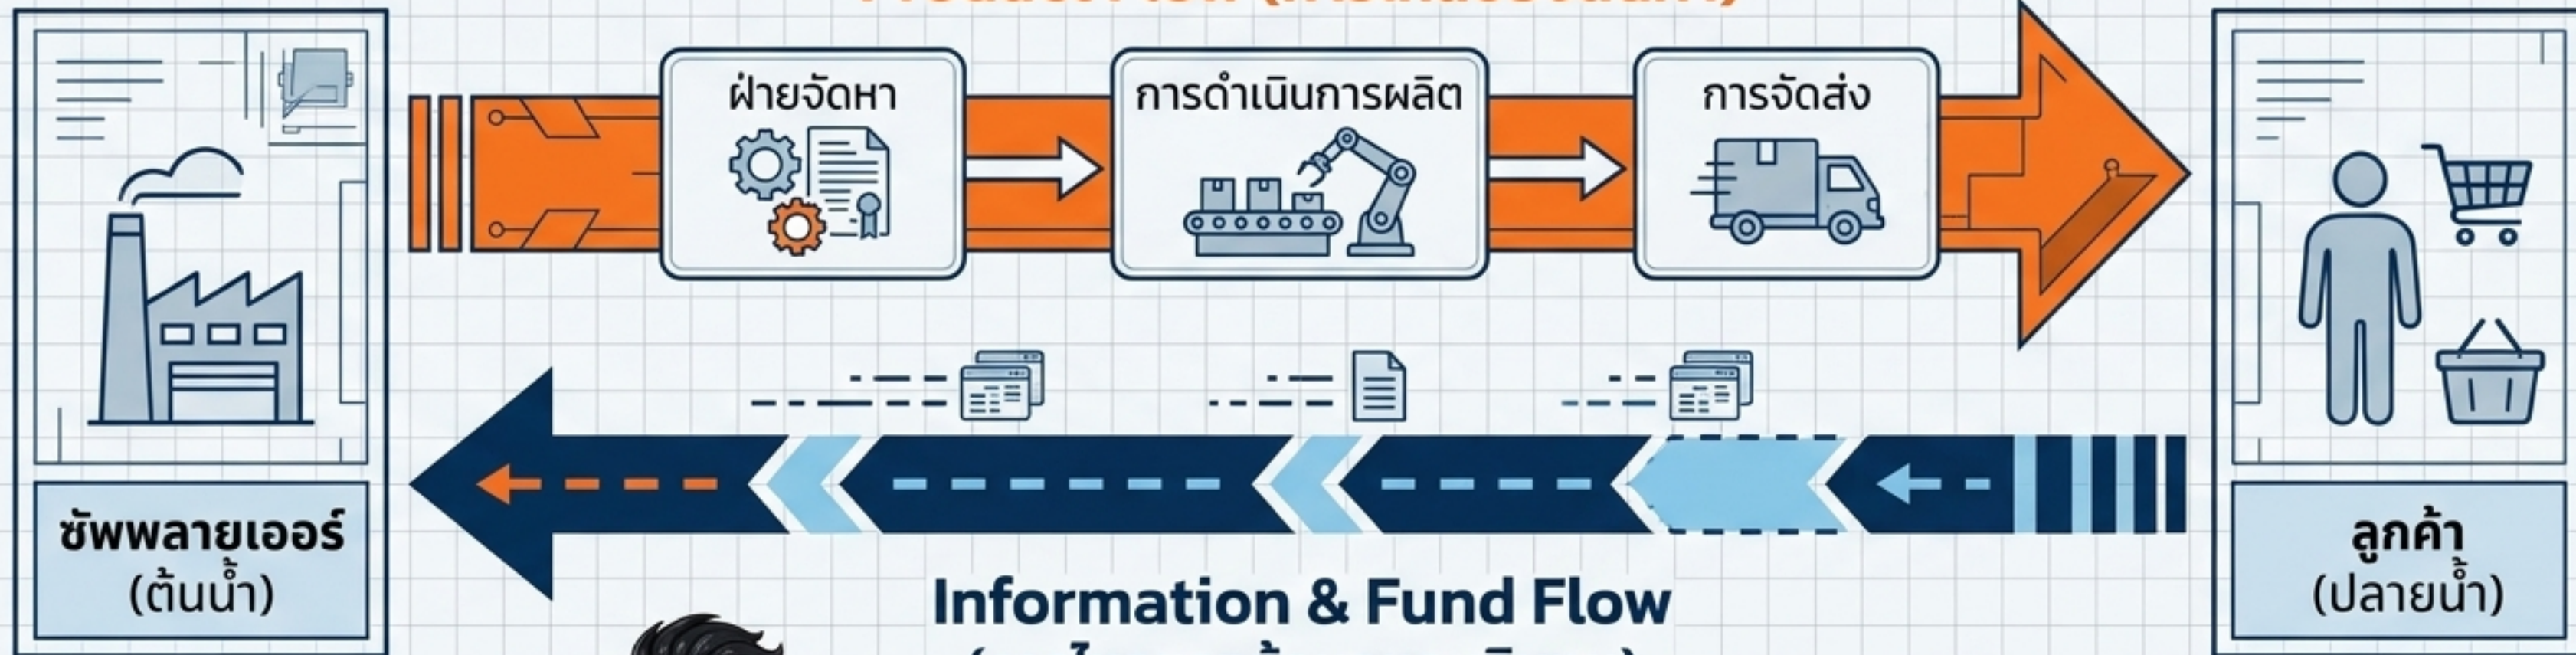 Product Flow
ฝ่ายจัดหา
การดำเนินการผลิต
การจัดส่ง
ซัพพลายเออร์
(ต้นน้ำ)
ลูกค้า
(ปลายน้ำ)
Information & Fund Flow